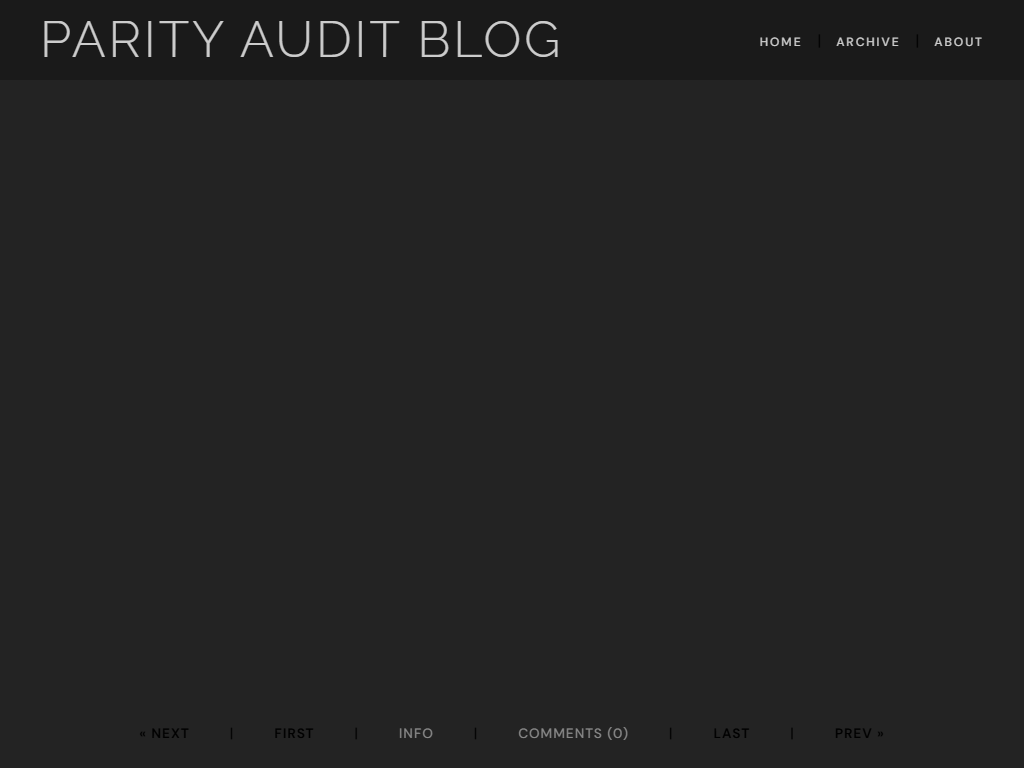 PARITY AUDIT BLOG
HOME | ARCHIVE | ABOUT
« NEXT | FIRST | INFO | COMMENTS (0) | LAST | PREV »